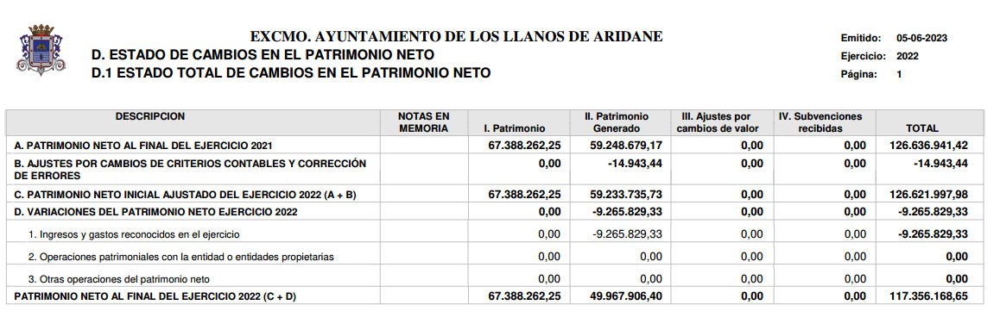 EXCMO. AYUNTAMIENTO DE LOS LLANOS DE ARIDANE
D. ESTADO DE CAMBIOS EN EL PATRIMONIO NETO
D.1 ESTADO TOTAL DE CAMBIOS EN EL PATRIMONIO NETO
Emitido: 05-06-2023
Ejercicio: 2022
Página: 1
DESCRIPCION NOTAS EN MEMORIA I. Patrimonio II. Patrimonio Generado III. Ajustes por cambios de valor IV. Subvenciones recibidas TOTAL
A. PATRIMONIO NETO AL FINAL DEL EJERCICIO 2021 67.388.262,25 59.248.679,17 0,00 0,00 126.636.941,42
B. AJUSTES POR CAMBIOS DE CRITERIOS CONTABLES Y CORRECCIÓN 0,00 -14.943,44 0,00 0,00 -14.943,44
DE ERRORES
C. PATRIMONIO NETO INICIAL AJUSTADO DEL EJERCICIO 2022 (A + B) 67.388.262,25 59.233.735,73 0,00 0,00 126.621.997,98
D. VARIACIONES DEL PATRIMONIO NETO EJERCICIO 2022 0,00 -9.265.829,33 0,00 0,00 -9.265.829,33
1. Ingresos y gastos reconocidos en el ejercicio 0,00 -9.265.829,33 0,00 0,00 -9.265.829,33
2. Operaciones patrimoniales con la entidad o entidades propietarias 0,00 0,00 0,00 0,00 0,00
3. Otras operaciones del patrimonio neto 0,00 0,00 0,00 0,00 0,00
PATRIMONIO NETO AL FINAL DEL EJERCICIO 2022 (C + D) 67.388.262,25 49.967.906,40 0,00 0,00 117.356.168,65